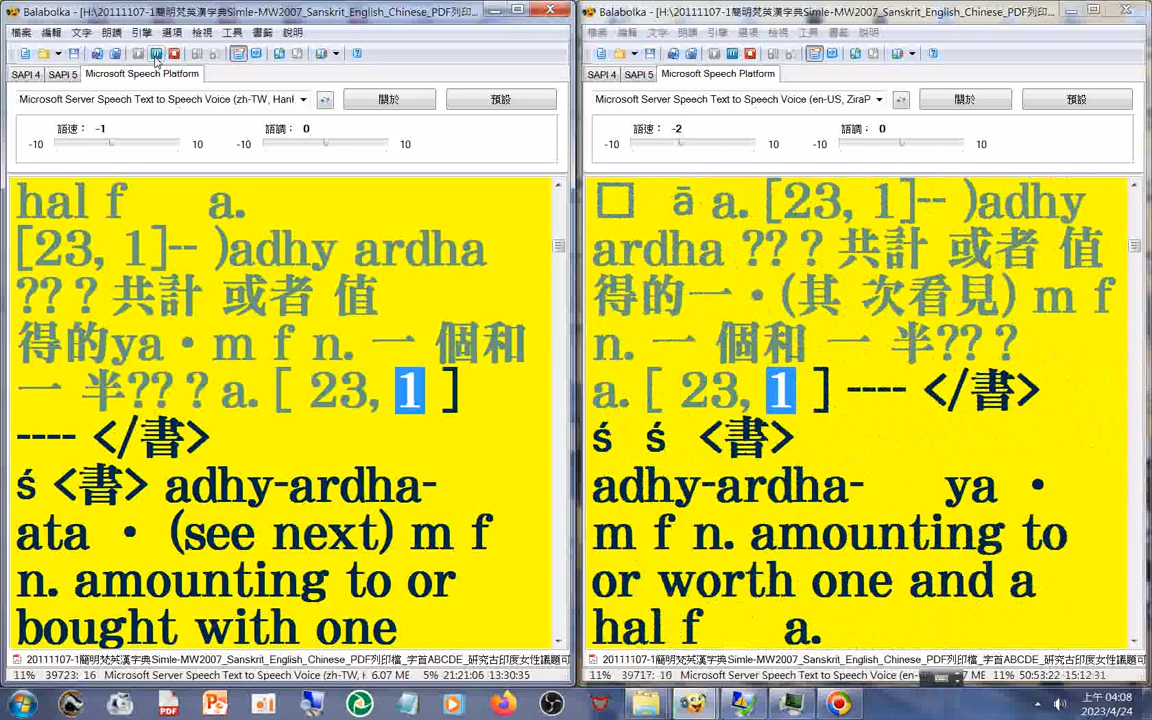 Balabolka - [H:\20111107-1簡明梵英漢字典Simle-MW2007_Sanskrit_English_Chinese_PDF列印...
檔案 編輯 文字 朗讀 引擎 選項 檢視 工具 書籤 說明
SAPI 4 SAPI 5 Microsoft Speech Platform
Microsoft Server Speech Text to Speech Voice (zh-TW, Hanl 關於 預設
語速： -1 語調： 0
-10 10 -10 10
hal f a.
[23, 1]-- )adhy ardha
?? ? 共計 或者 值
得的ya・m f n. 一 個和
一 半?? ? a. [ 23, 1 ]
---- </書>
ś <書> adhy-ardha-
ata ・ (see next) m f
n. amounting to or
bought with one
20111107-1簡明梵英漢字典Simle-MW2007_Sanskrit_English_Chinese_PDF列印檔_字首ABCDE_研究古印度女性議題可
11% 39723: 16 Microsoft Server Speech Text to Speech Voice (zh-TW, H 6.07 MB 5% 21:21:06 -13:30:35
Balabolka - [H:\20111107-1簡明梵英漢字典Simle-MW2007_Sanskrit_English_Chinese_PDF列印...
檔案 編輯 文字 朗讀 引擎 選項 檢視 工具 書籤 說明
SAPI 4 SAPI 5 Microsoft Speech Platform
Microsoft Server Speech Text to Speech Voice (en-US, ZiraP 關於 預設
語速： -2 語調： 0
-10 10 -10 10
□ ā a. [23, 1]-- )adhy
ardha ?? ? 共計 或者 值
得的一・(其 次看見) m f
n. 一 個和 一 半?? ?
a. [ 23, 1 ] ---- </書>
ś ś <書>
adhy-ardha- ya ・
m f n. amounting to
or worth one and a
hal f a.
20111107-1簡明梵英漢字典Simle-MW2007_Sanskrit_English_Chinese_PDF列印檔_字首ABCDE_研究古印度女性議題可
11% 39717: 16 Microsoft Server Speech Text to Speech Voice (en-US 11% 50:53:22 -15:12:31
上午 04:08
2023/4/24